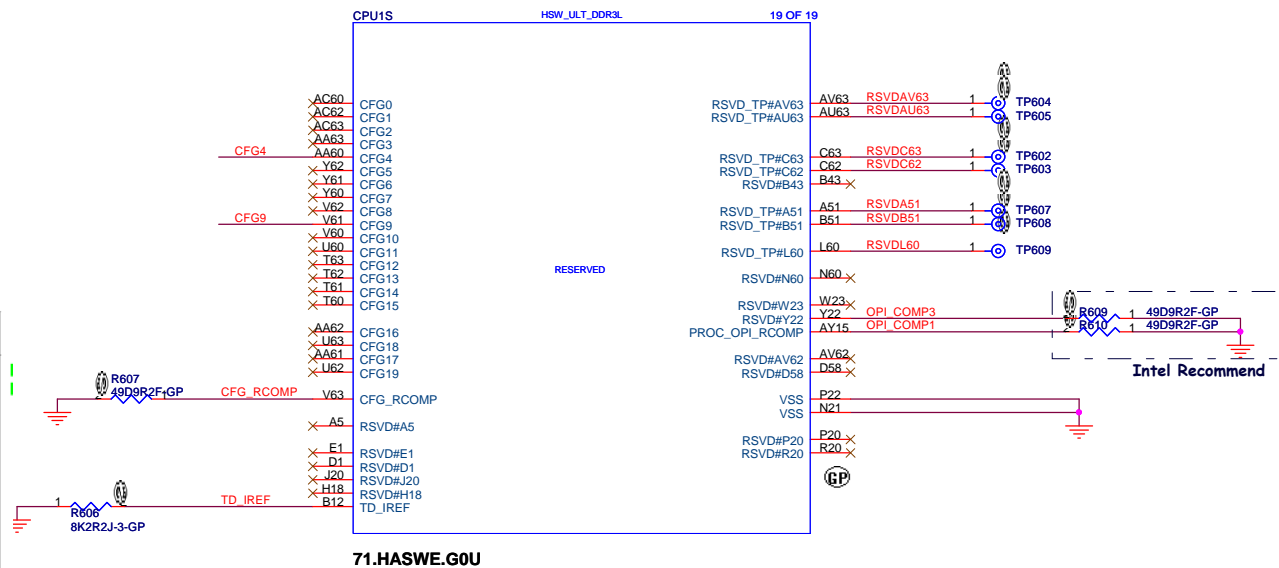 CPU1S HSW_ULT_DDR3L 19 OF 19
AC60 CFG0
AC62 CFG1
AC63 CFG2
AA63 CFG3
CFG4 AA60 CFG4
Y62 CFG5
Y61 CFG6
Y60 CFG7
V62 CFG8
CFG9 V61 CFG9
V60 CFG10
U60 CFG11
T63 CFG12
T62 CFG13
T61 CFG14
T60 CFG15
AA62 CFG16
U63 CFG18
AA61 CFG17
U62 CFG19
R607
49D9R2F-GP
2 1 CFG_RCOMP V63 CFG_RCOMP
A5 RSVD#A5
E1 RSVD#E1
D1 RSVD#D1
J20 RSVD#J20
H18 RSVD#H18
1 TD_IREF B12 TD_IREF
R606
8K2R2J-3-GP
RESERVED
RSVD_TP#AV63 AV63 RSVDAV63 1 TP604
RSVD_TP#AU63 AU63 RSVDAU63 1 TP605
RSVD_TP#C63 C63 RSVDC63 1 TP602
RSVD_TP#C62 C62 RSVDC62 1 TP603
RSVD#B43 B43
RSVD_TP#A51 A51 RSVDA51 1 TP607
RSVD_TP#B51 B51 RSVDB51 1 TP608
RSVD_TP#L60 L60 RSVDL60 1 TP609
RSVD#N60 N60
RSVD#W23 W23
RSVD#Y22 Y22 OPI_COMP3 R609 1 49D9R2F-GP
PROC_OPI_RCOMP AY15 OPI_COMP1 2 R610 1 49D9R2F-GP
RSVD#AV62 AV62
RSVD#D58 D58
Intel Recommend
VSS P22
VSS N21
RSVD#P20 P20
RSVD#R20 R20
GP
71.HASWE.G0U